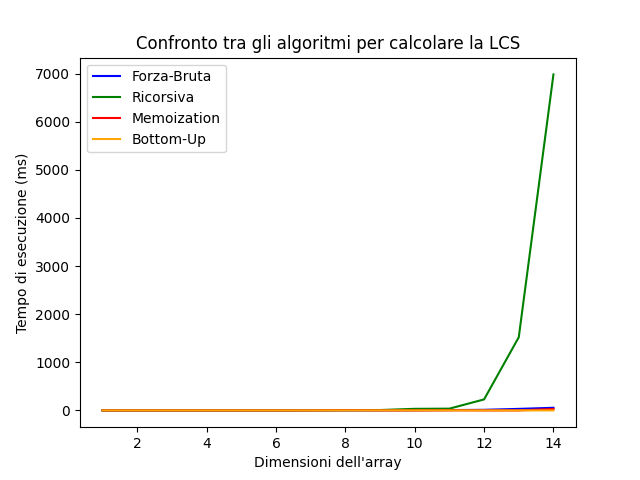 Confronto tra gli algoritmi per calcolare la LCS
Forza-Bruta
Ricorsiva
Memoization
Bottom-Up
Tempo di esecuzione (ms)
7000
6000
5000
4000
3000
2000
1000
0
2 4 6 8 10 12 14
Dimensioni dell'array